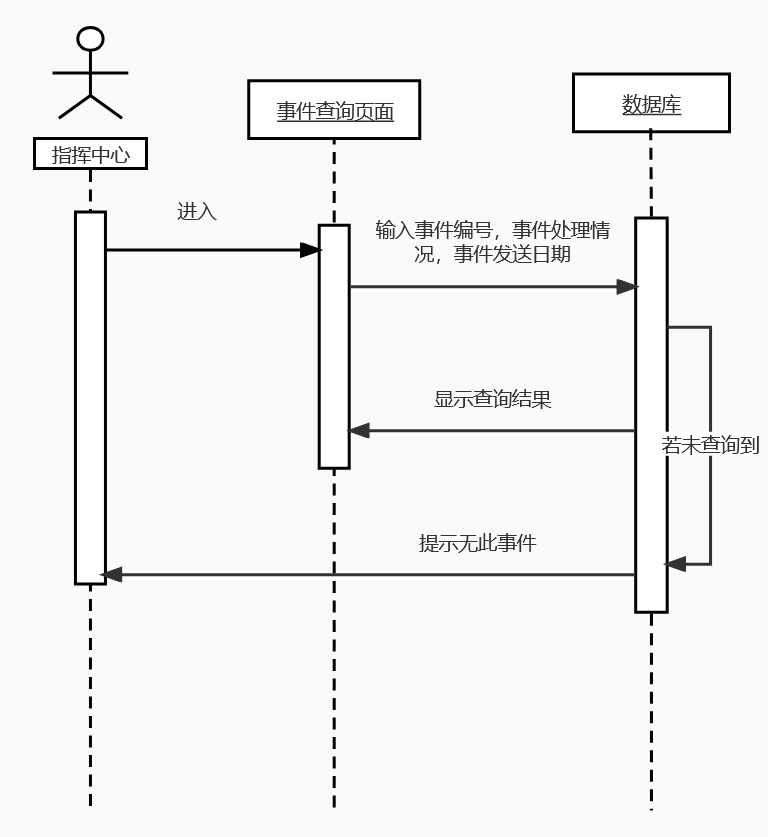 事件查询页面
数据库
指挥中心
进入
输入事件编号，事件处理情
况，事件发送日期
显示查询结果
若未查询到
提示无此事件